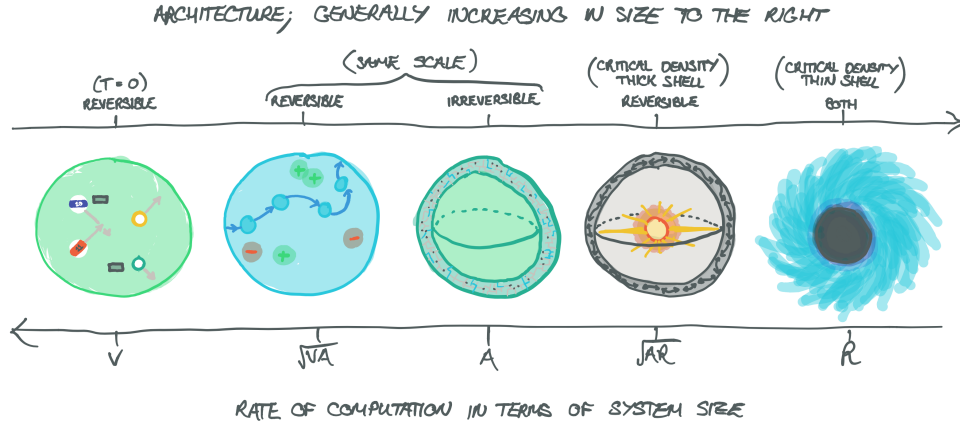 ARCHITECTURE; GENERALLY INCREASING IN SIZE TO THE RIGHT
(T=0)
REVERSIBLE
(SAME SCALE)
REVERSIBLE
IRREVERSIBLE
(CRITICAL DENSITY)
THICK SHELL
REVERSIBLE
(CRITICAL DENSITY)
THIN SHELL
BOTH
+ +
+
-
-
V
√VA
A
√AR
R
RATE OF COMPUTATION IN TERMS OF SYSTEM SIZE